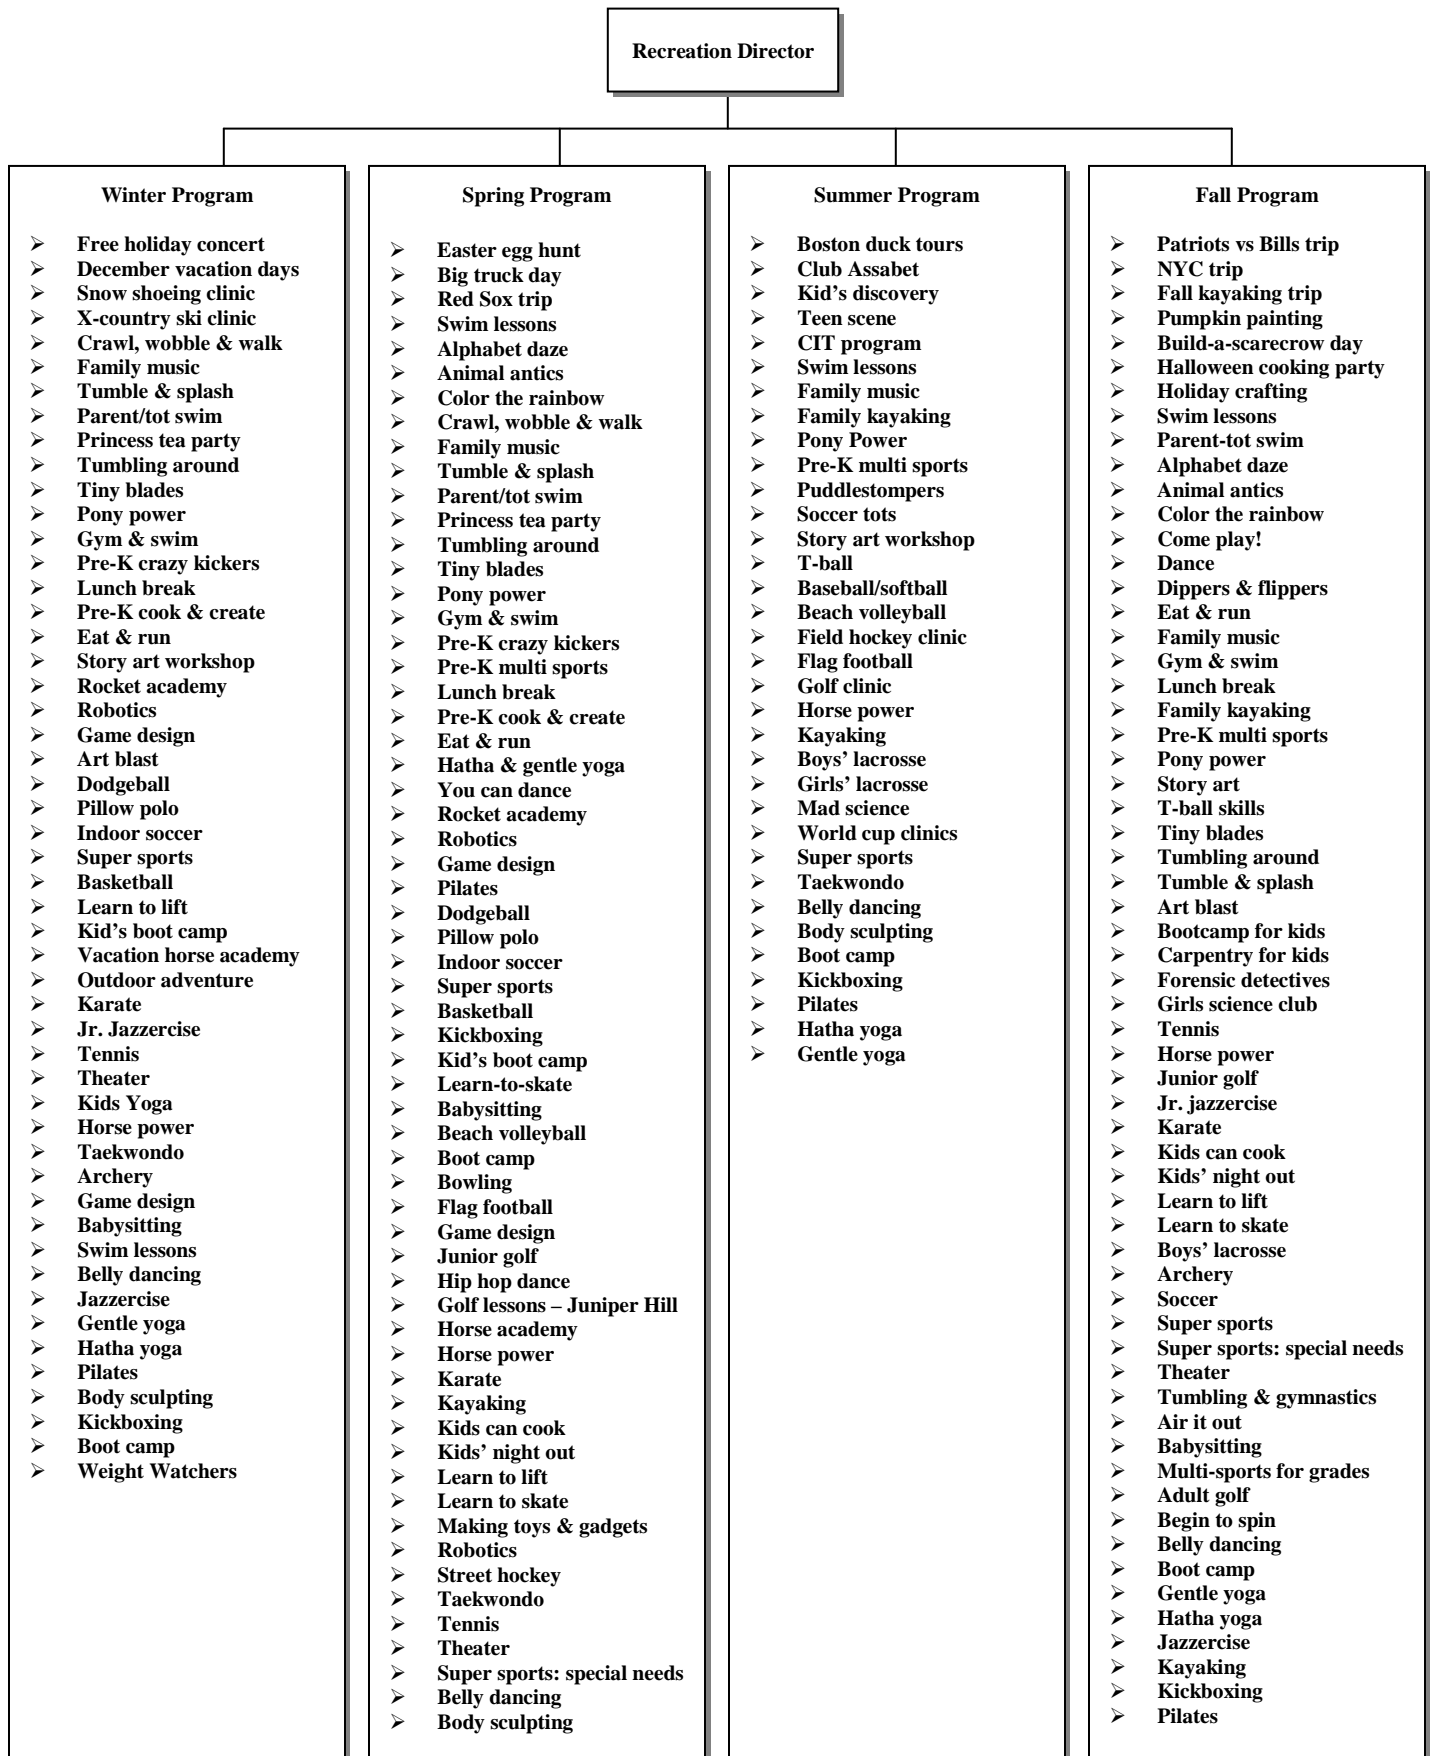 Recreation Director
Winter Program
➢ Free holiday concert
➢ December vacation days
➢ Snow shoeing clinic
➢ X-country ski clinic
➢ Crawl, wobble & walk
➢ Family music
➢ Tumble & splash
➢ Parent/tot swim
➢ Princess tea party
➢ Tumbling around
➢ Tiny blades
➢ Pony power
➢ Gym & swim
➢ Pre-K crazy kickers
➢ Lunch break
➢ Pre-K cook & create
➢ Eat & run
➢ Story art workshop
➢ Rocket academy
➢ Robotics
➢ Game design
➢ Art blast
➢ Dodgeball
➢ Pillow polo
➢ Indoor soccer
➢ Super sports
➢ Basketball
➢ Learn to lift
➢ Kid's boot camp
➢ Vacation horse academy
➢ Outdoor adventure
➢ Karate
➢ Jr. Jazzercise
➢ Tennis
➢ Theater
➢ Kids Yoga
➢ Horse power
➢ Taekwondo
➢ Archery
➢ Game design
➢ Babysitting
➢ Swim lessons
➢ Belly dancing
➢ Jazzercise
➢ Gentle yoga
➢ Hatha yoga
➢ Pilates
➢ Body sculpting
➢ Kickboxing
➢ Boot camp
➢ Weight Watchers
Spring Program
➢ Easter egg hunt
➢ Big truck day
➢ Red Sox trip
➢ Swim lessons
➢ Alphabet daze
➢ Animal antics
➢ Color the rainbow
➢ Crawl, wobble & walk
➢ Family music
➢ Tumble & splash
➢ Parent/tot swim
➢ Princess tea party
➢ Tumbling around
➢ Tiny blades
➢ Pony power
➢ Gym & swim
➢ Pre-K crazy kickers
➢ Pre-K multi sports
➢ Lunch break
➢ Pre-K cook & create
➢ Eat & run
➢ Hatha & gentle yoga
➢ You can dance
➢ Rocket academy
➢ Robotics
➢ Game design
➢ Pilates
➢ Dodgeball
➢ Pillow polo
➢ Indoor soccer
➢ Super sports
➢ Basketball
➢ Kickboxing
➢ Kid's boot camp
➢ Learn-to-skate
➢ Babysitting
➢ Beach volleyball
➢ Boot camp
➢ Bowling
➢ Flag football
➢ Game design
➢ Junior golf
➢ Hip hop dance
➢ Golf lessons – Juniper Hill
➢ Horse academy
➢ Horse power
➢ Karate
➢ Kayaking
➢ Kids can cook
➢ Kids’ night out
➢ Learn to lift
➢ Learn to skate
➢ Making toys & gadgets
➢ Robotics
➢ Street hockey
➢ Taekwondo
➢ Tennis
➢ Theater
➢ Super sports: special needs
➢ Belly dancing
➢ Body sculpting
Summer Program
➢ Boston duck tours
➢ Club Assabet
➢ Kid’s discovery
➢ Teen scene
➢ CIT program
➢ Swim lessons
➢ Family music
➢ Family kayaking
➢ Pony Power
➢ Pre-K multi sports
➢ Puddlestompers
➢ Soccer tots
➢ Story art workshop
➢ T-ball
➢ Baseball/softball
➢ Beach volleyball
➢ Field hockey clinic
➢ Flag football
➢ Golf clinic
➢ Horse power
➢ Kayaking
➢ Boys’ lacrosse
➢ Girls’ lacrosse
➢ Mad science
➢ World cup clinics
➢ Super sports
➢ Taekwondo
➢ Belly dancing
➢ Body sculpting
➢ Boot camp
➢ Kickboxing
➢ Pilates
➢ Hatha yoga
➢ Gentle yoga
Fall Program
➢ Patriots vs Bills trip
➢ NYC trip
➢ Fall kayaking trip
➢ Pumpkin painting
➢ Build-a-scarecrow day
➢ Halloween cooking party
➢ Holiday crafting
➢ Swim lessons
➢ Parent-tot swim
➢ Alphabet daze
➢ Animal antics
➢ Color the rainbow
➢ Come play!
➢ Dance
➢ Dippers & flippers
➢ Eat & run
➢ Family music
➢ Gym & swim
➢ Lunch break
➢ Family kayaking
➢ Pre-K multi sports
➢ Pony power
➢ Story art
➢ T-ball skills
➢ Tiny blades
➢ Tumbling around
➢ Tumble & splash
➢ Art blast
➢ Bootcamp for kids
➢ Carpentry for kids
➢ Forensic detectives
➢ Girls science club
➢ Tennis
➢ Horse power
➢ Junior golf
➢ Jr. jazzercise
➢ Karate
➢ Kids can cook
➢ Kids’ night out
➢ Learn to lift
➢ Learn to skate
➢ Boys’ lacrosse
➢ Archery
➢ Soccer
➢ Super sports
➢ Super sports: special needs
➢ Theater
➢ Tumbling & gymnastics
➢ Air it out
➢ Babysitting
➢ Multi-sports for grades
➢ Adult golf
➢ Begin to spin
➢ Belly dancing
➢ Boot camp
➢ Gentle yoga
➢ Hatha yoga
➢ Jazzercise
➢ Kayaking
➢ Kickboxing
➢ Pilates